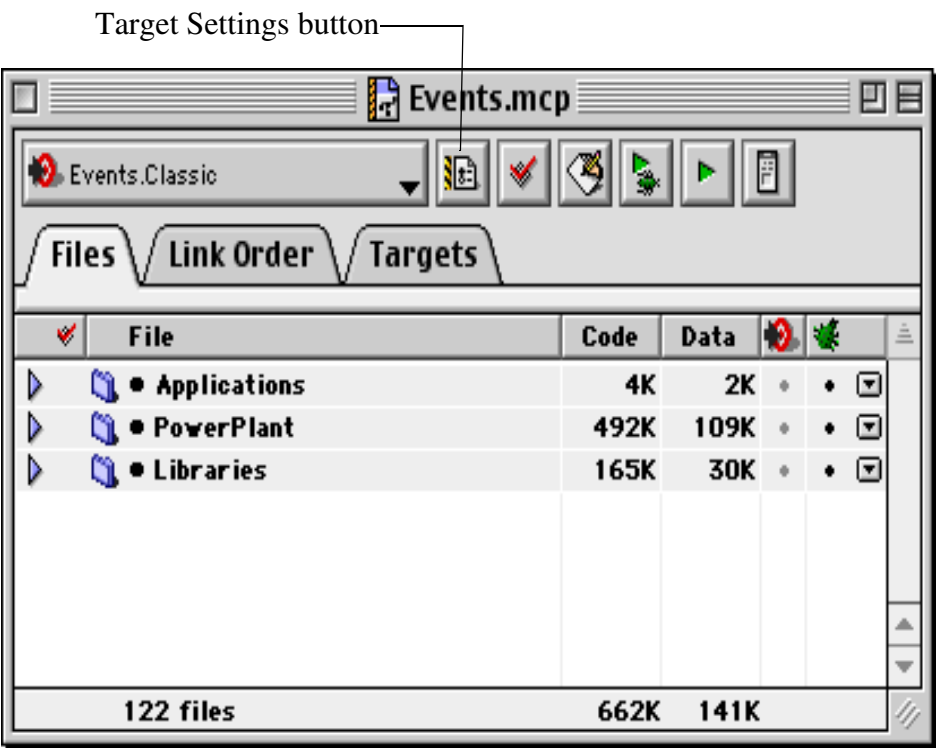 Target Settings button
Events.mcp
Events.Classic
Files Link Order Targets
File Code Data
• Applications 4K 2K • •
• PowerPlant 492K 109K • •
• Libraries 165K 30K • •
122 files 662K 141K